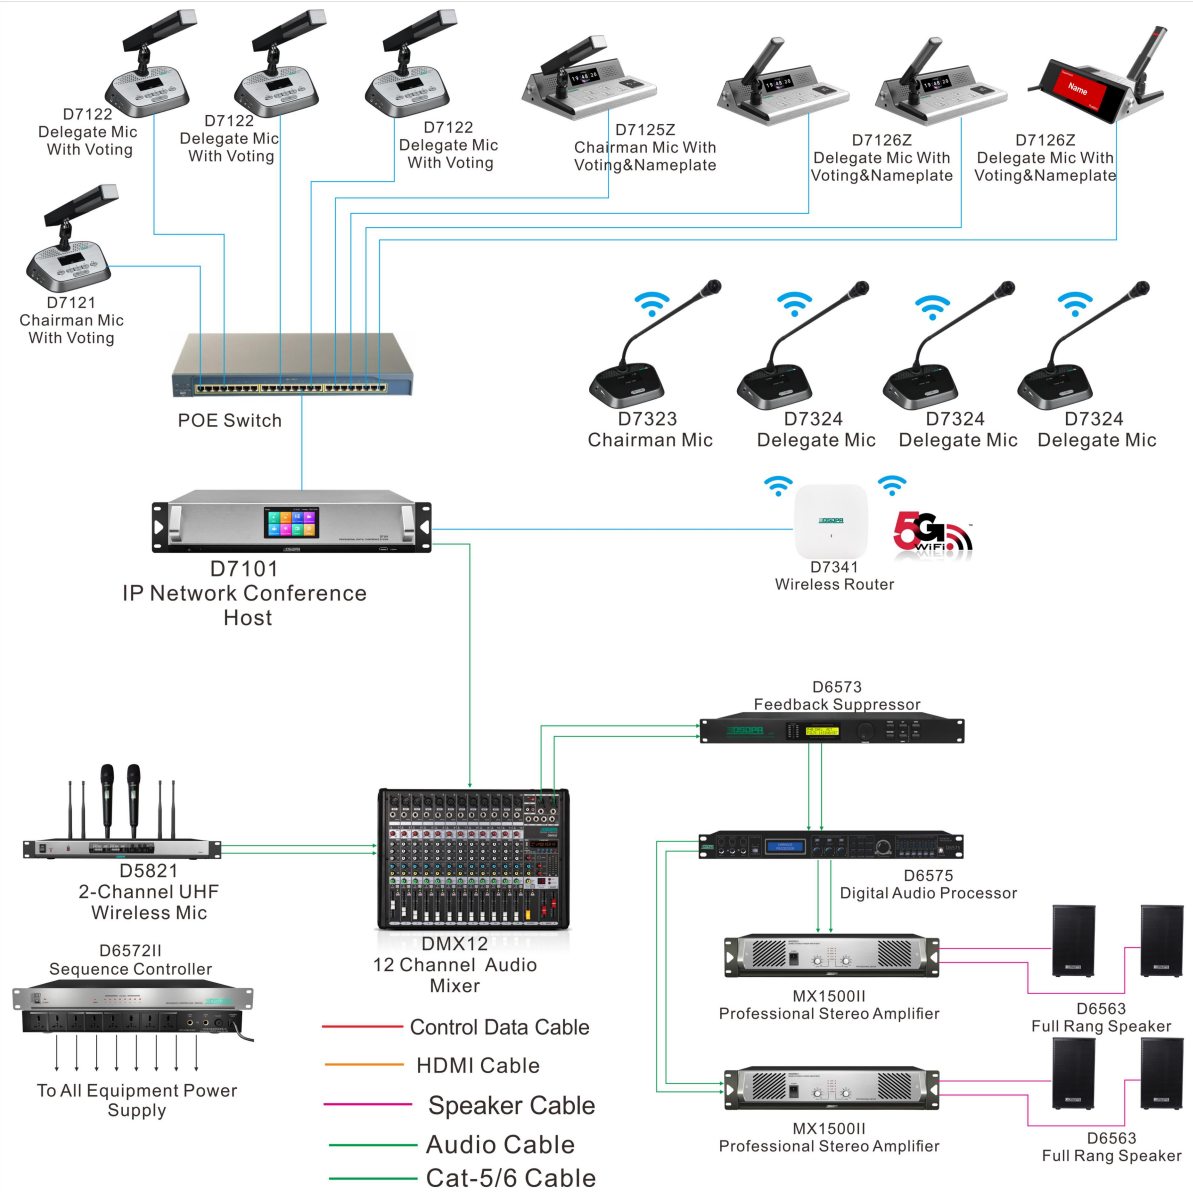 D7122
Delegate Mic
With Voting
D7122
Delegate Mic
With Voting
D7122
Delegate Mic
With Voting
D7125Z
Chairman Mic With
Voting&Nameplate
D7126Z
Delegate Mic With
Voting&Nameplate
D7126Z
Delegate Mic With
Voting&Nameplate
Name
D7121
Chairman Mic
With Voting
POE Switch
D7323
Chairman Mic
D7324
Delegate Mic
D7324
Delegate Mic
D7324
Delegate Mic
D7101
IP Network Conference
Host
DSPPA
5G
WiFi
D7341
Wireless Router
D6573
Feedback Suppressor
DSPPA
D5821
2-Channel UHF
Wireless Mic
DMX12
12 Channel Audio
Mixer
D6575
Digital Audio Processor
D6572II
Sequence Controller
To All Equipment Power
Supply
MX1500II
Professional Stereo Amplifier
D6563
Full Rang Speaker
MX1500II
Professional Stereo Amplifier
D6563
Full Rang Speaker
Control Data Cable
HDMI Cable
Speaker Cable
Audio Cable
Cat-5/6 Cable